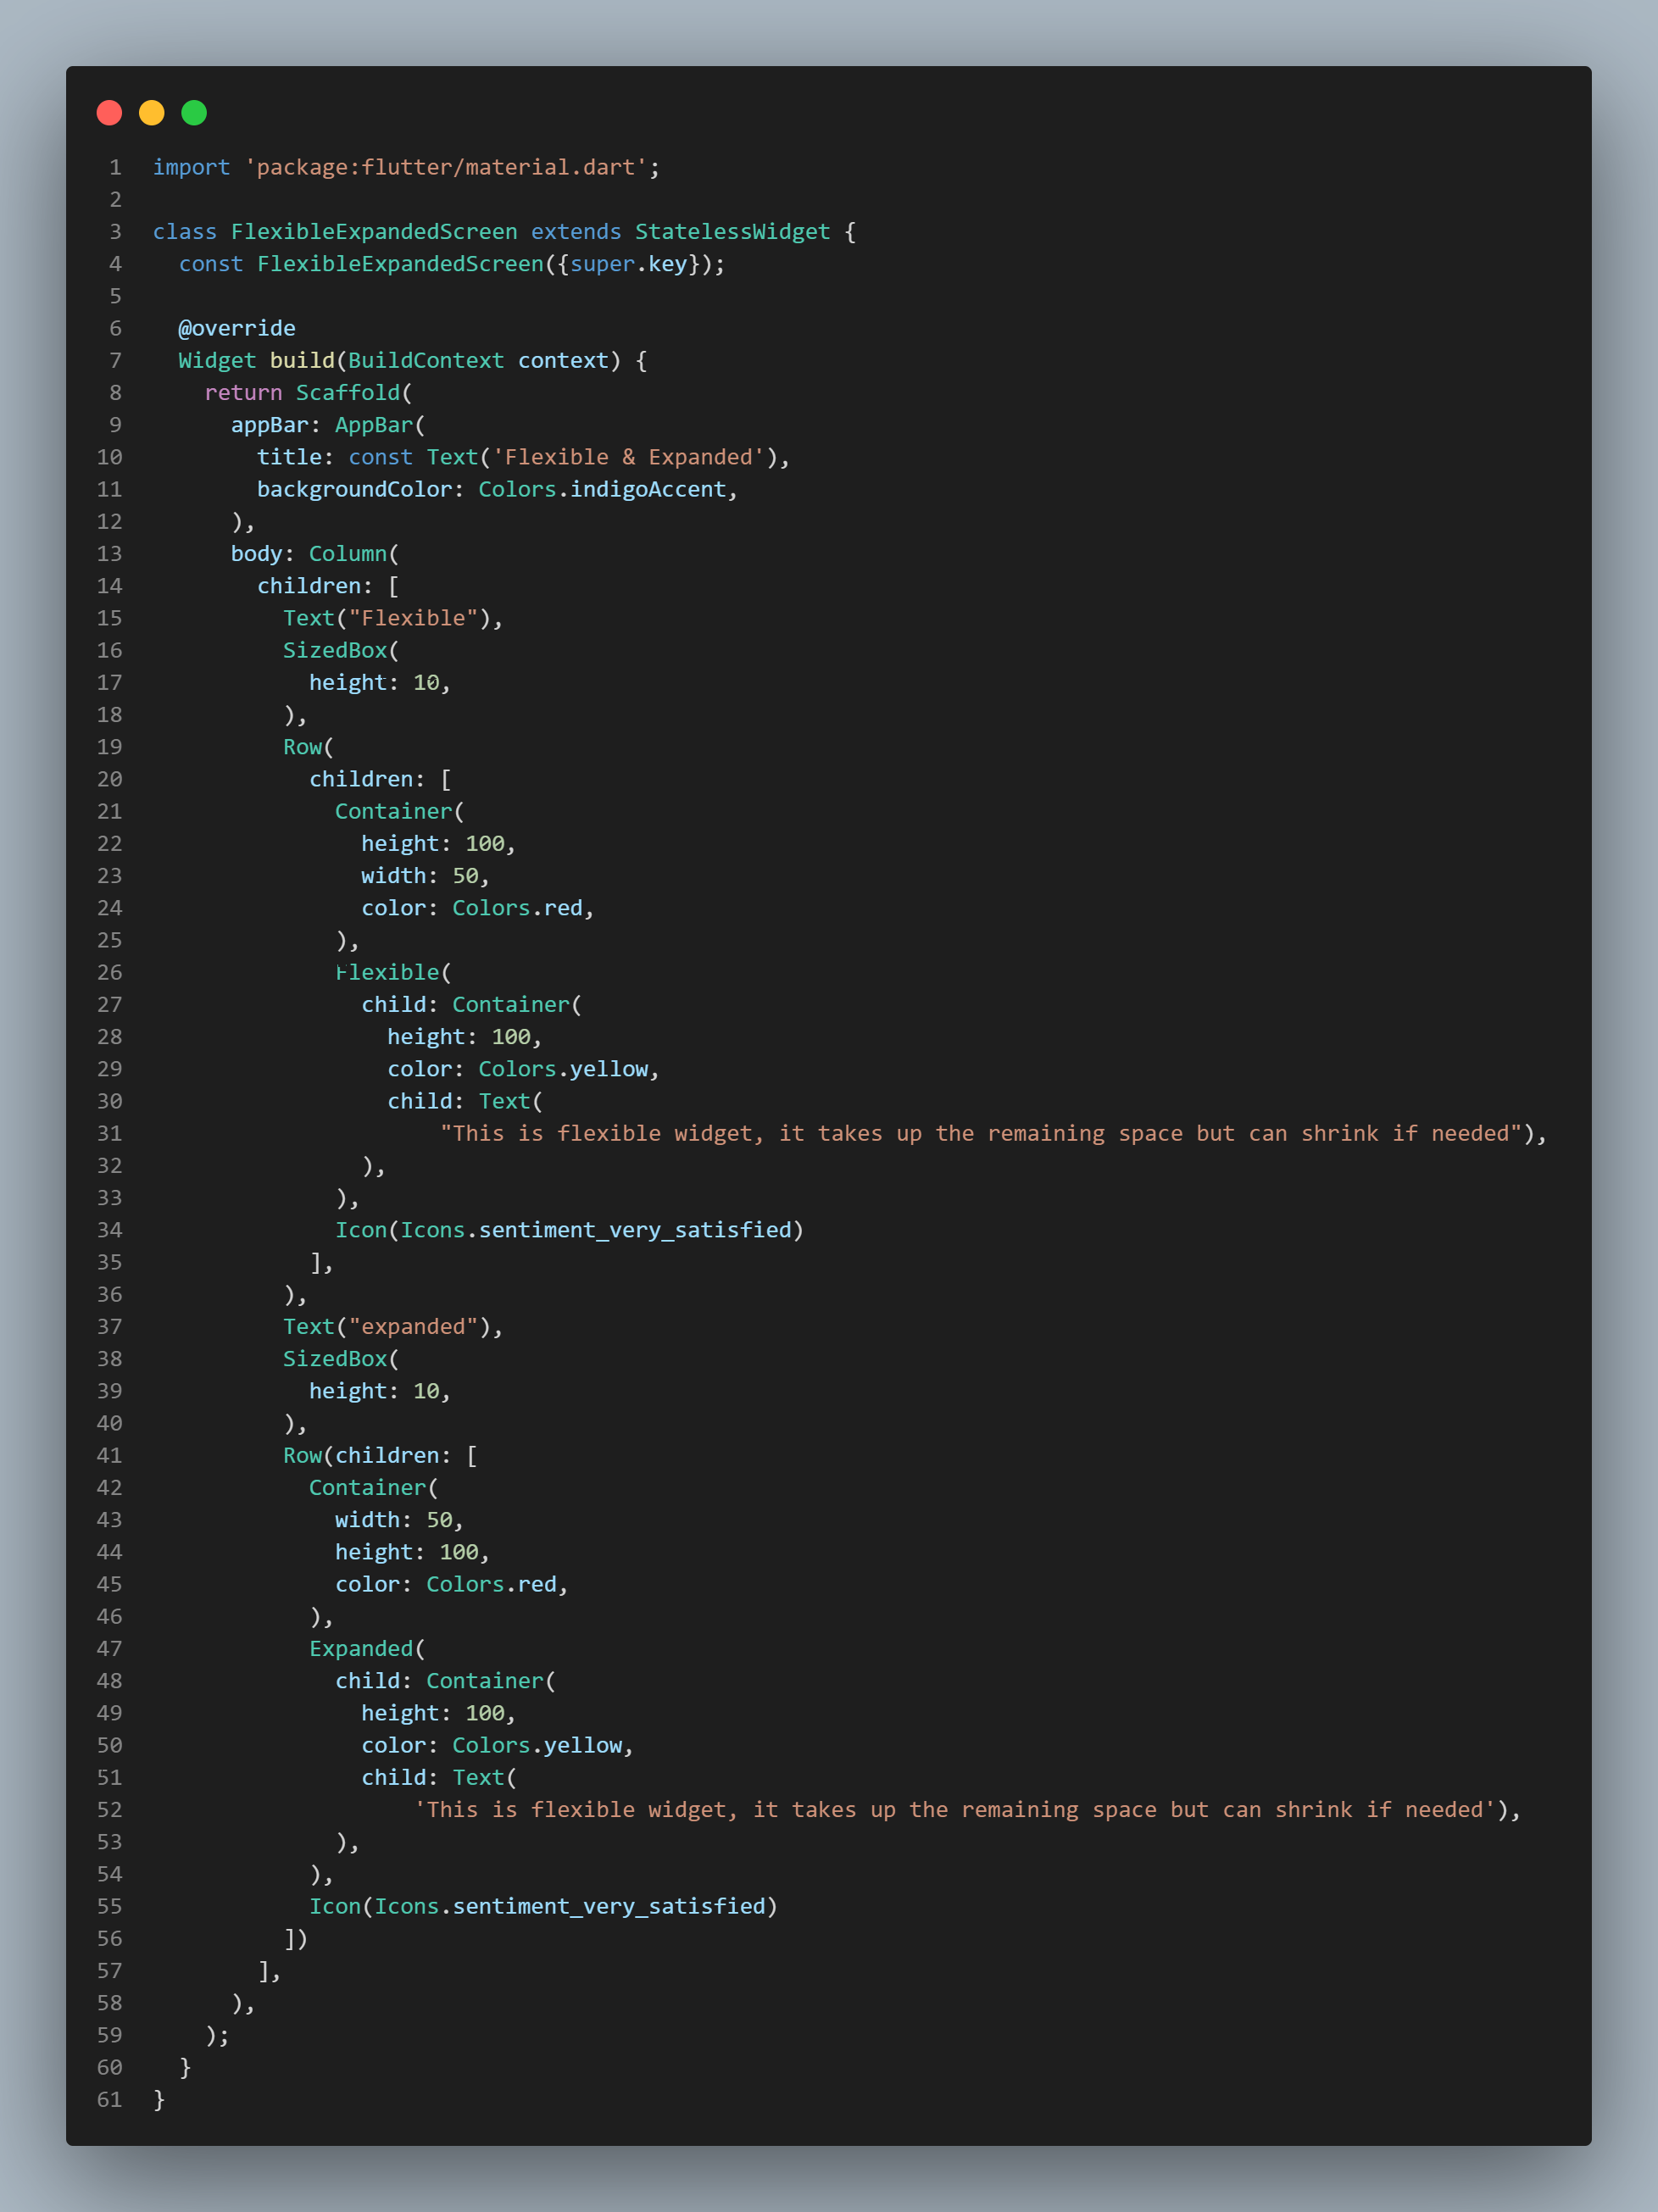 1 import 'package:flutter/material.dart';
2
3 class FlexibleExpandedScreen extends StatelessWidget {
4   const FlexibleExpandedScreen({super.key});
5
6   @override
7   Widget build(BuildContext context) {
8     return Scaffold(
9       appBar: AppBar(
10         title: const Text('Flexible & Expanded'),
11         backgroundColor: Colors.indigoAccent,
12       ),
13       body: Column(
14         children: [
15           Text("Flexible"),
16           SizedBox(
17             height: 10,
18           ),
19           Row(
20             children: [
21               Container(
22                 height: 100,
23                 width: 50,
24                 color: Colors.red,
25               ),
26               Flexible(
27                 child: Container(
28                   height: 100,
29                   color: Colors.yellow,
30                   child: Text(
31                       "This is flexible widget, it takes up the remaining space but can shrink if needed"),
32                 ),
33               ),
34               Icon(Icons.sentiment_very_satisfied)
35             ],
36           ),
37           Text("expanded"),
38           SizedBox(
39             height: 10,
40           ),
41           Row(children: [
42             Container(
43               width: 50,
44               height: 100,
45               color: Colors.red,
46             ),
47             Expanded(
48               child: Container(
49                 height: 100,
50                 color: Colors.yellow,
51                 child: Text(
52                     'This is flexible widget, it takes up the remaining space but can shrink if needed'),
53               ),
54             ),
55             Icon(Icons.sentiment_very_satisfied)
56           ])
57         ],
58       ),
59     );
60   }
61 }